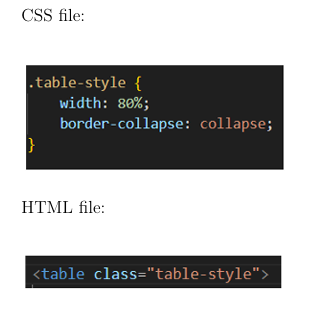 CSS file:
.table-style {
width: 80%;
border-collapse: collapse;
}
HTML file:
<table class="table-style">